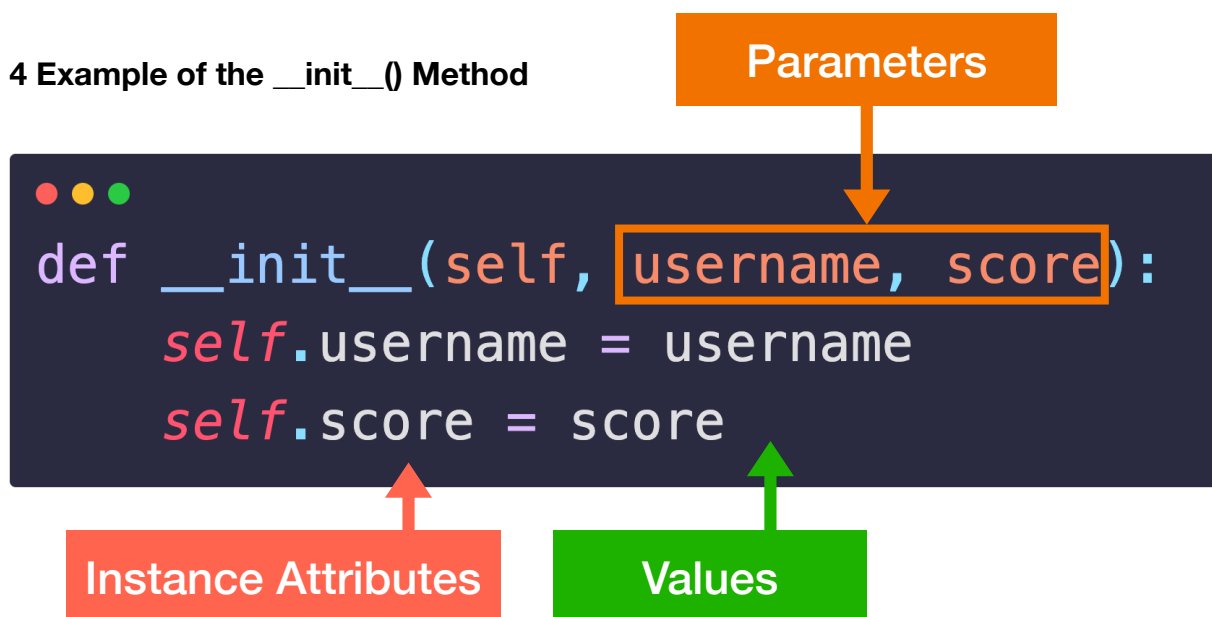 Parameters
4 Example of the __init__() Method
def __init__(self, username, score):
self.username = username
self.score = score
Instance Attributes
Values